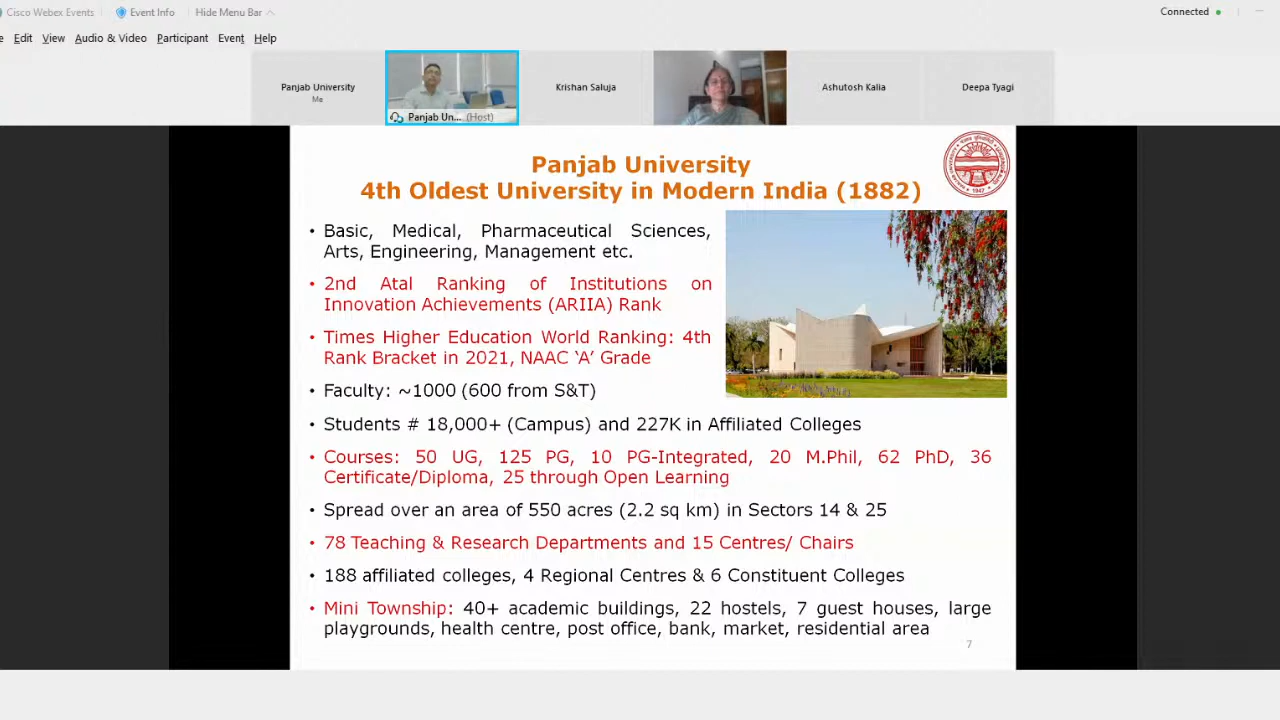 Cisco Webex Events
Event Info
Hide Menu Bar
Connected
e Edit View Audio & Video Participant Event Help
Panjab University
Me
Panjab Un... (Host)
Krishan Saluja
Ashutosh Kalia
Deepa Tyagi
Panjab University
4th Oldest University in Modern India (1882)
• Basic, Medical, Pharmaceutical Sciences,
Arts, Engineering, Management etc.
• 2nd Atal Ranking of Institutions on
Innovation Achievements (ARIIA) Rank
• Times Higher Education World Ranking: 4th
Rank Bracket in 2021, NAAC ‘A’ Grade
• Faculty: ~1000 (600 from S&T)
• Students # 18,000+ (Campus) and 227K in Affiliated Colleges
• Courses: 50 UG, 125 PG, 10 PG-Integrated, 20 M.Phil, 62 PhD, 36
Certificate/Diploma, 25 through Open Learning
• Spread over an area of 550 acres (2.2 sq km) in Sectors 14 & 25
• 78 Teaching & Research Departments and 15 Centres/ Chairs
• 188 affiliated colleges, 4 Regional Centres & 6 Constituent Colleges
• Mini Township: 40+ academic buildings, 22 hostels, 7 guest houses, large
playgrounds, health centre, post office, bank, market, residential area
7